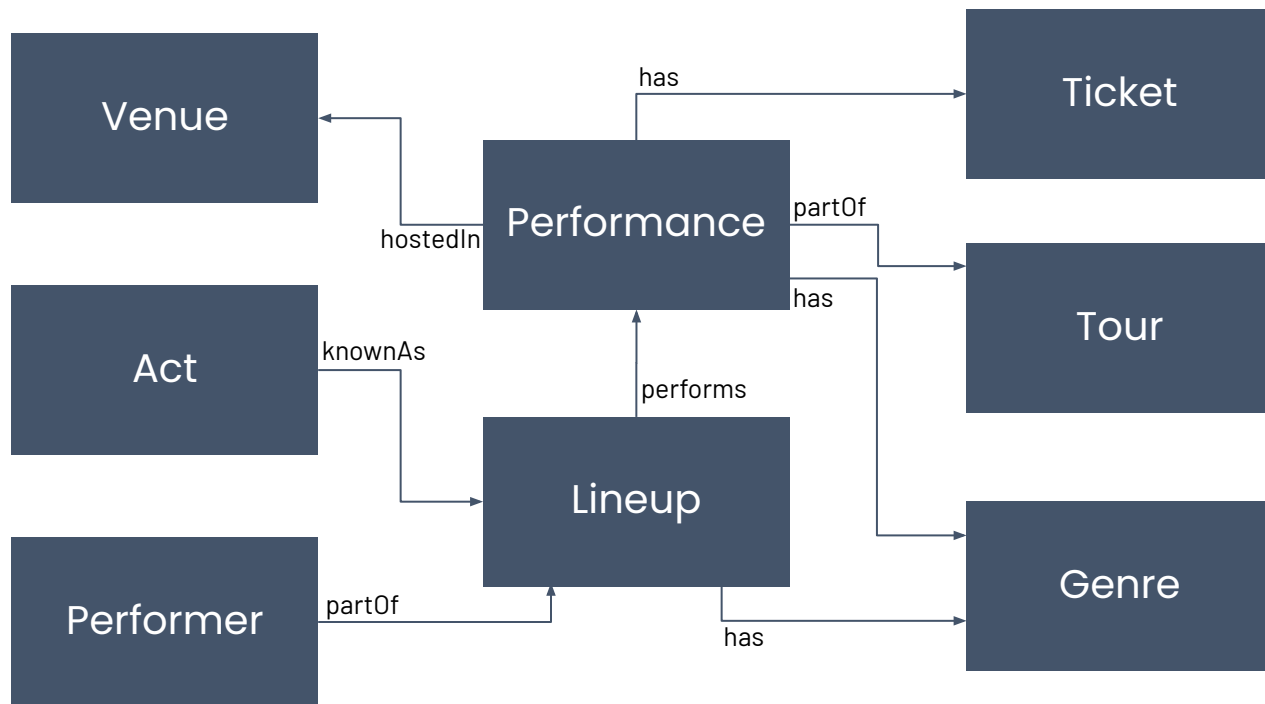 has
Ticket
Venue
Performance
partOf
hostedIn
has
Tour
knownAs
Act
performs
Lineup
Genre
partOf
Performer
has